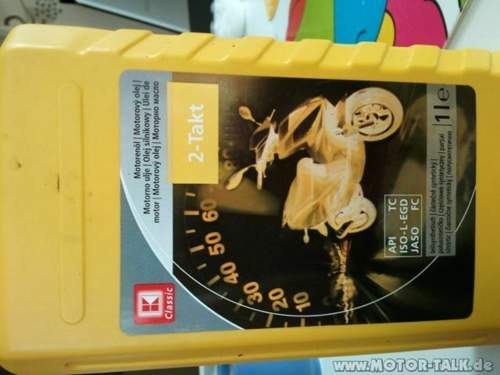 Motorenöl | Motorový olej |
Motorno ulje | Olej silnikowy | Ulei de
motor | Motorový olej | Моторно масло
2-Takt
60
50
40
30
20
10
K
Classic
API TC
ISO-L-EGD
JASO FC
1 l e
www.MOTOR-TALK.de